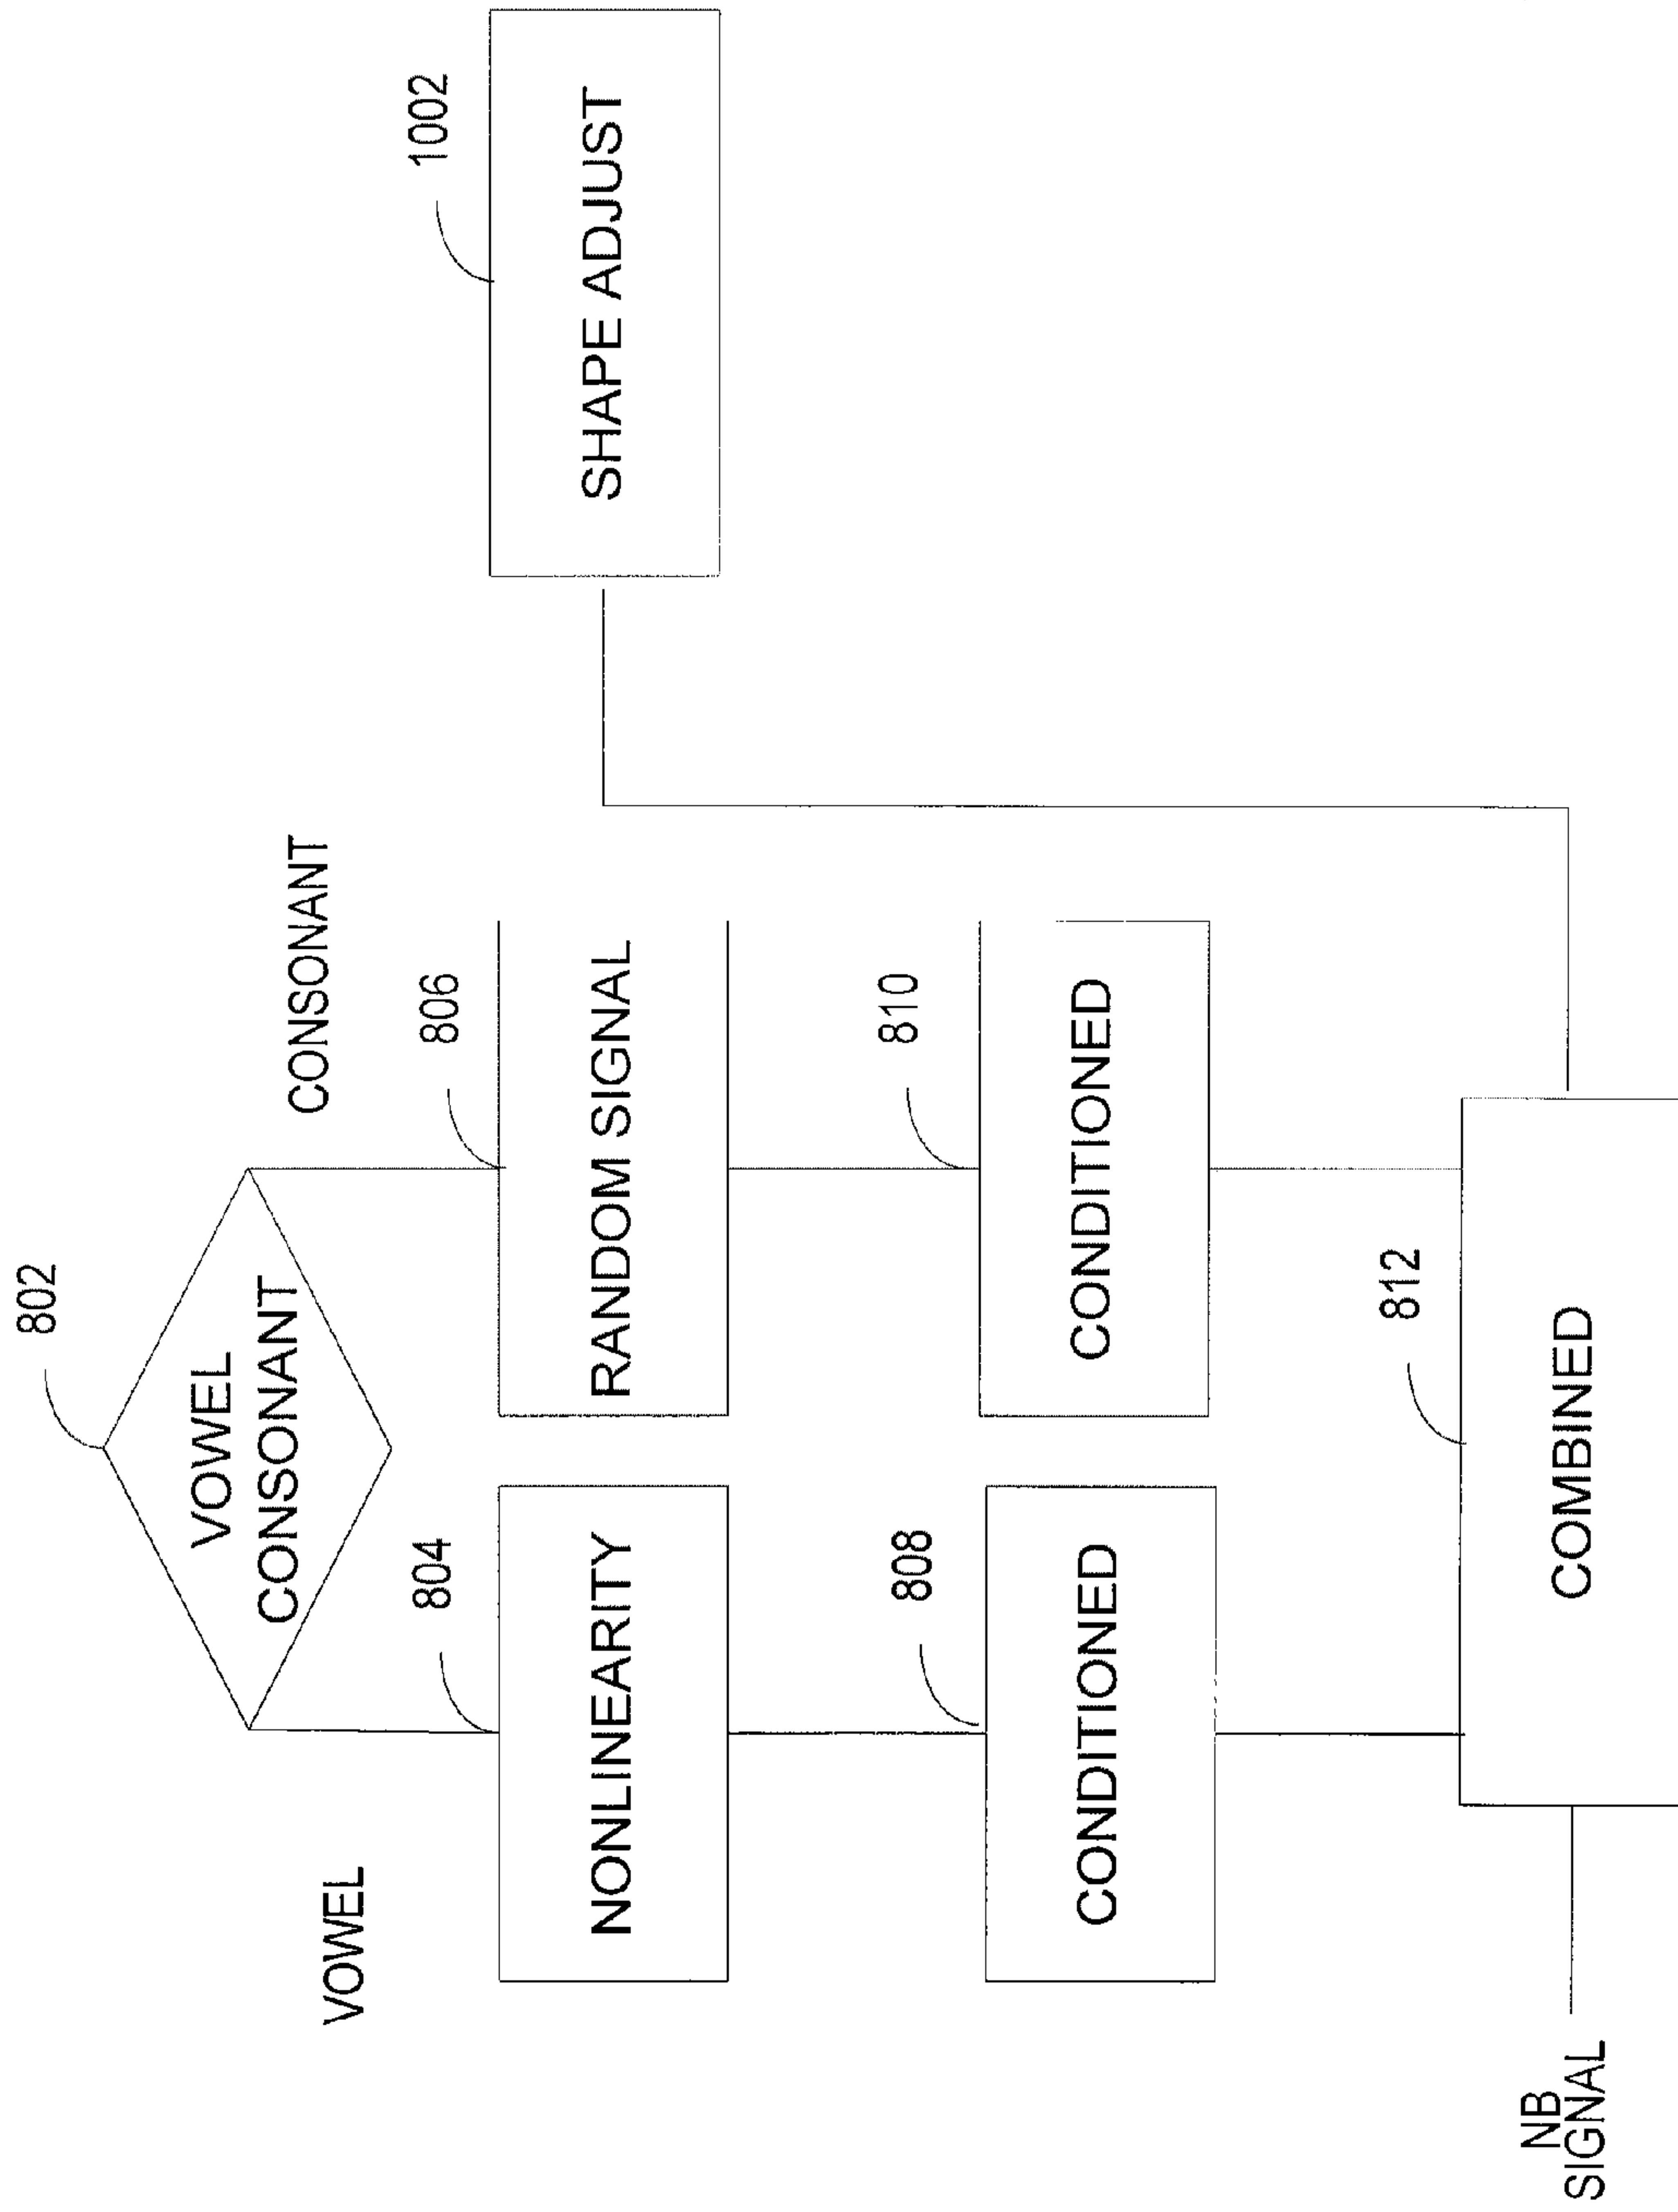 802
VOWEL
CONSONANT
VOWEL
CONSONANT
804
NONLINEARITY
806
RANDOM SIGNAL
1002
SHAPE ADJUST
808
CONDITIONED
810
CONDITIONED
812
NB
SIGNAL
COMBINED